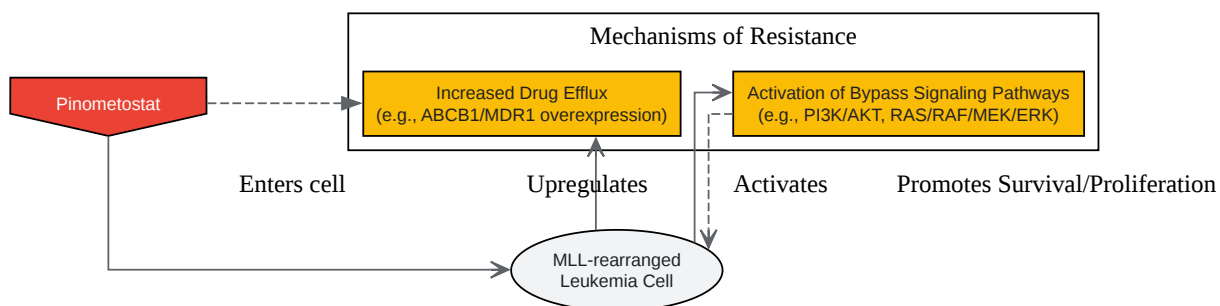 Mechanisms of Resistance
Pinometostat
Increased Drug Efflux
(e.g., ABCB1/MDR1 overexpression)
Activation of Bypass Signaling Pathways
(e.g., PI3K/AKT, RAS/RAF/MEK/ERK)
Enters cell
Upregulates
Activates
Promotes Survival/Proliferation
MLL-rearranged
Leukemia Cell